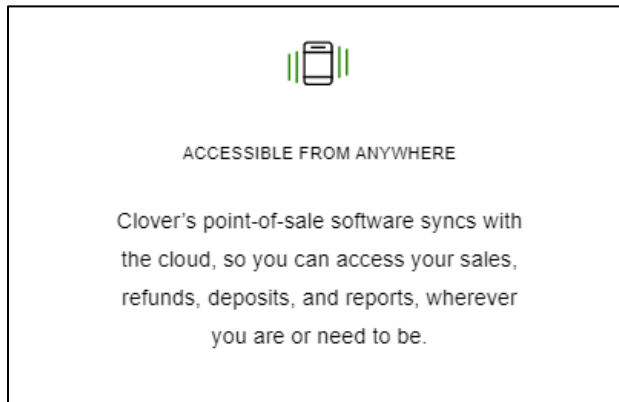 ACCESSIBLE FROM ANYWHERE
Clover's point-of-sale software syncs with
the cloud, so you can access your sales,
refunds, deposits, and reports, wherever
you are or need to be.